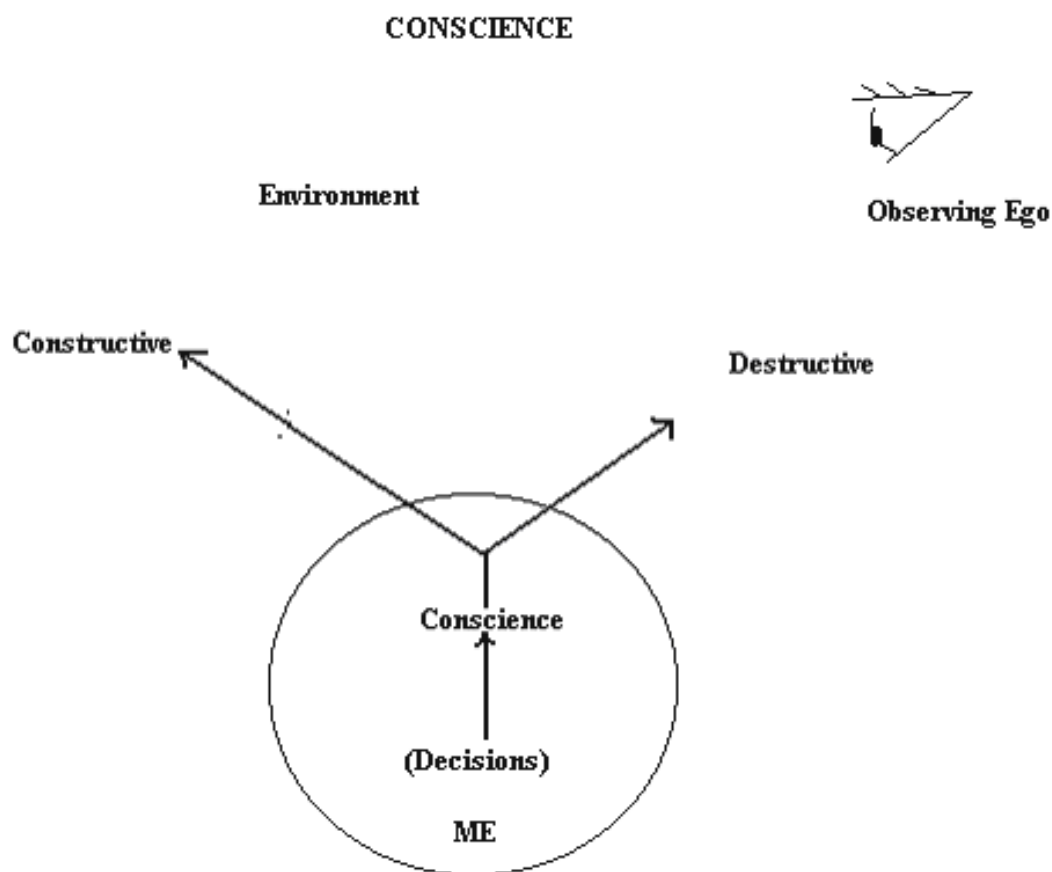 CONSCIENCE
Environment
Observing Ego
Constructive
Destructive
Conscience
(Decisions)
ME